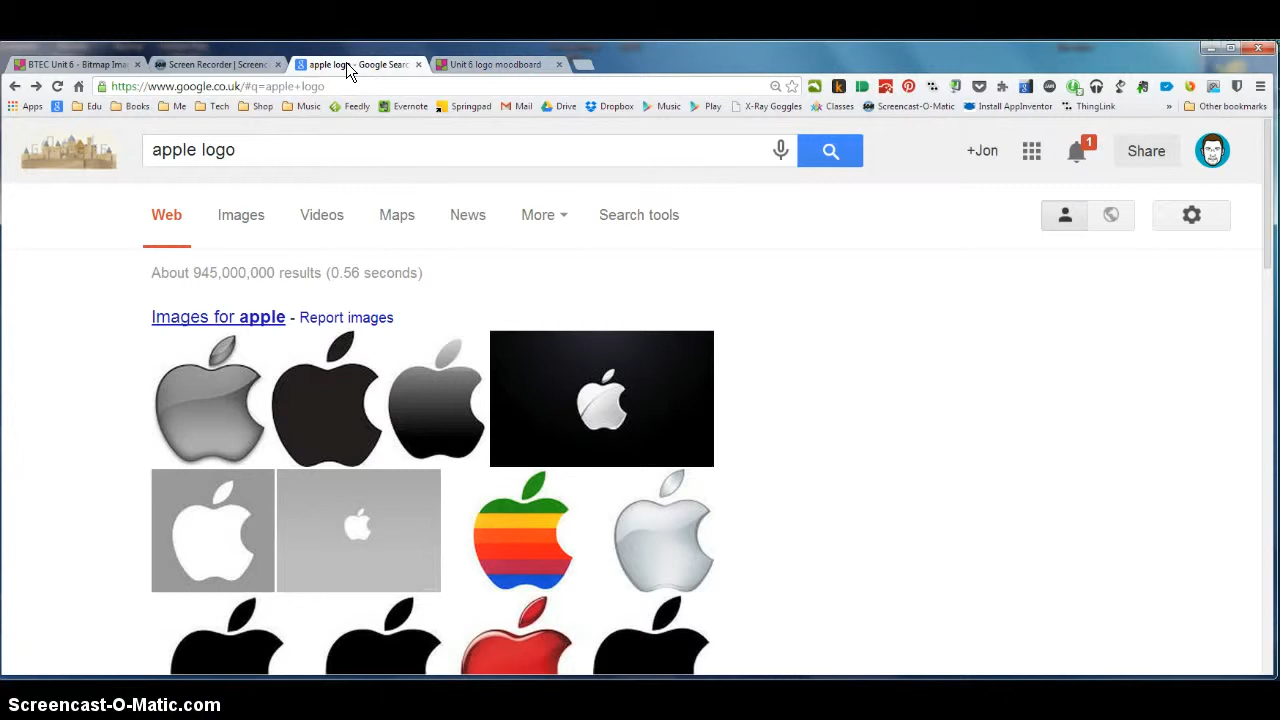 BTEC Unit 6 - Bitmap Ima
Screen Recorder | Screenc
apple logo - Google Searc
Unit 6 logo moodboard
https://www.google.co.uk/#q=apple+logo
Apps
Edu
Books
Me
Tech
Shop
Music
Feedly
Evernote
Springpad
Mail
Drive
Dropbox
Music
Play
X-Ray Goggles
Classes
Screencast-O-Matic
Install AppInventor
ThingLink
»
Other bookmarks
apple logo
+Jon
1
Share
Web
Images
Videos
Maps
News
More
Search tools
About 945,000,000 results (0.56 seconds)
Images for apple - Report images
Screencast-O-Matic.com